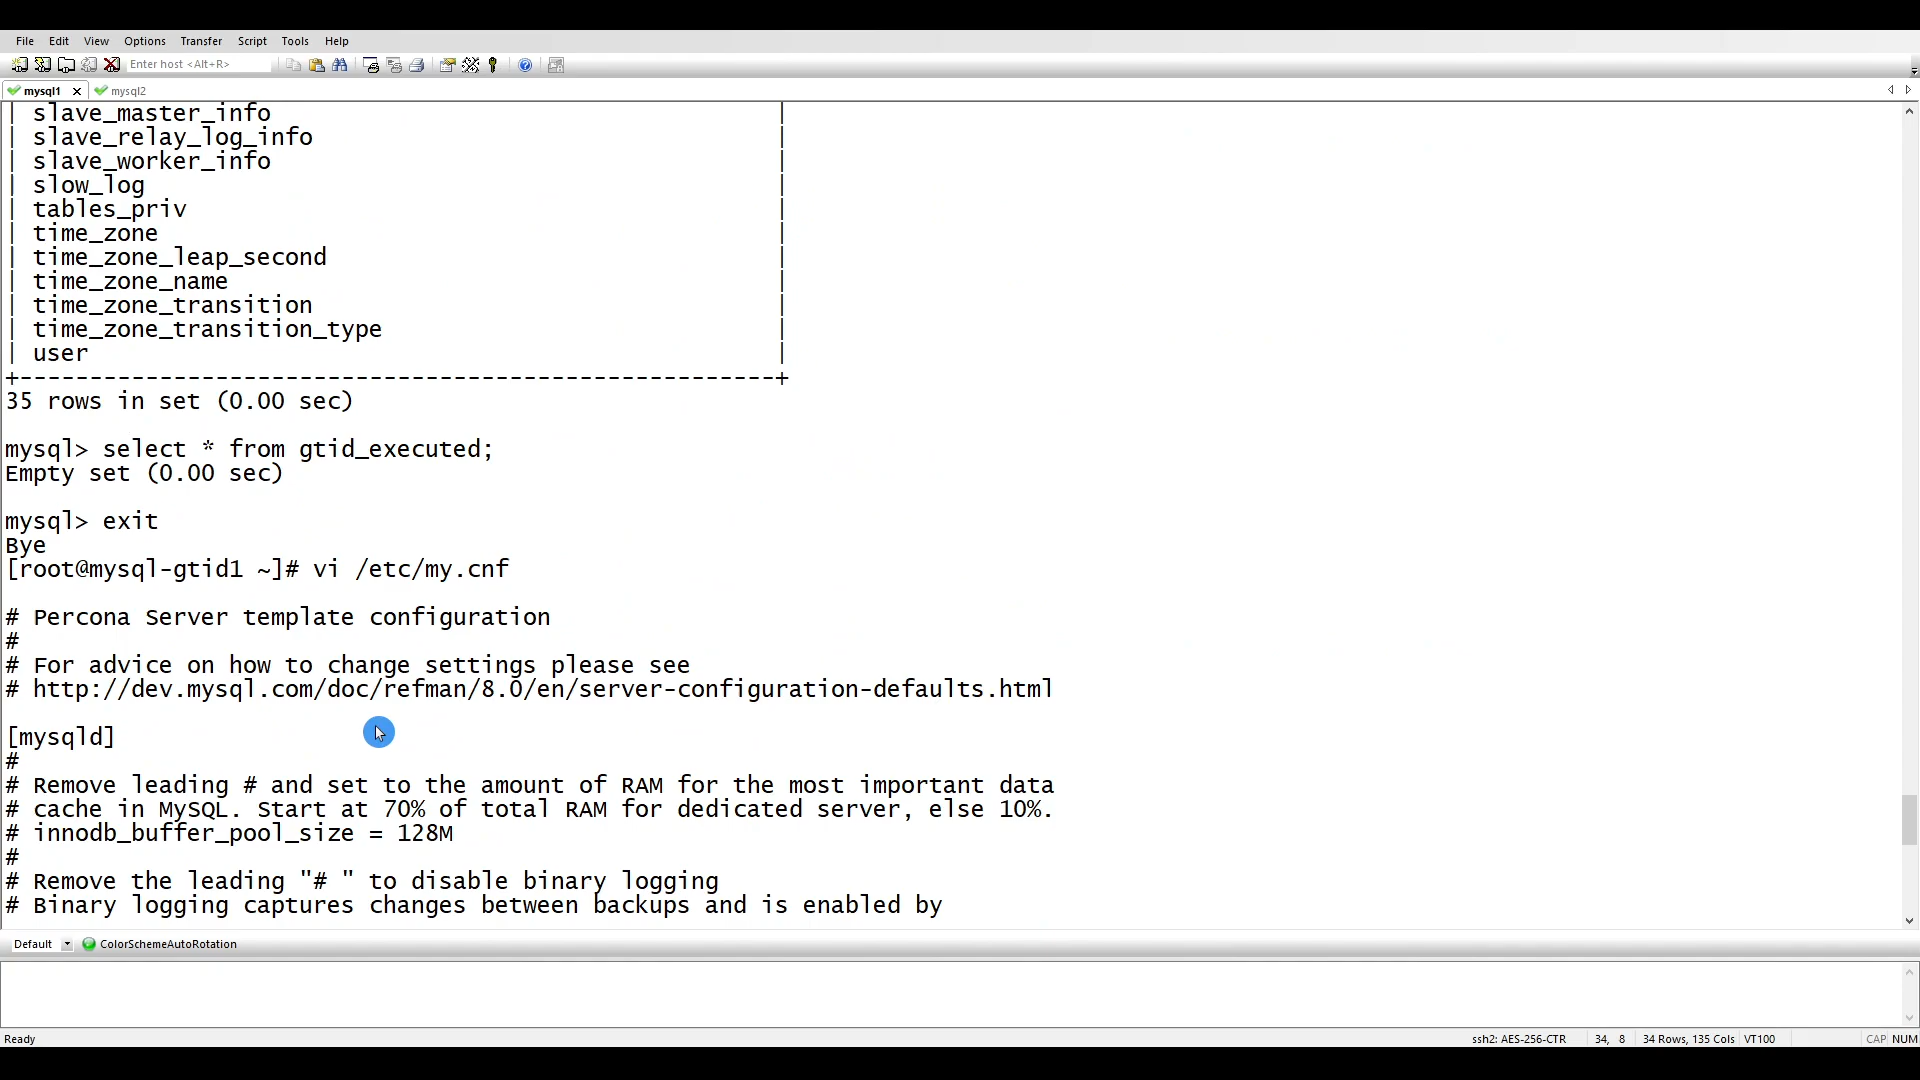 File Edit View Options Transfer Script Tools Help
Enter host <Alt+R>
mysql1 mysql2
| slave_master_info |
| slave_relay_log_info |
| slave_worker_info |
| slow_log |
| tables_priv |
| time_zone |
| time_zone_leap_second |
| time_zone_name |
| time_zone_transition |
| time_zone_transition_type |
| user |
+------------------------------------------------------+
35 rows in set (0.00 sec)
mysql> select * from gtid_executed;
Empty set (0.00 sec)
mysql> exit
Bye
[root@mysql-gtid1 ~]# vi /etc/my.cnf
# Percona Server template configuration
#
# For advice on how to change settings please see
# http://dev.mysql.com/doc/refman/8.0/en/server-configuration-defaults.html
[mysqld]
#
# Remove leading # and set to the amount of RAM for the most important data
# cache in MySQL. Start at 70% of total RAM for dedicated server, else 10%.
# innodb_buffer_pool_size = 128M
#
# Remove the leading "# " to disable binary logging
# Binary logging captures changes between backups and is enabled by
Default ColorSchemeAutoRotation
Ready ssh2: AES-256-CTR 34, 8 34 Rows, 135 Cols VT100 CAP NUM